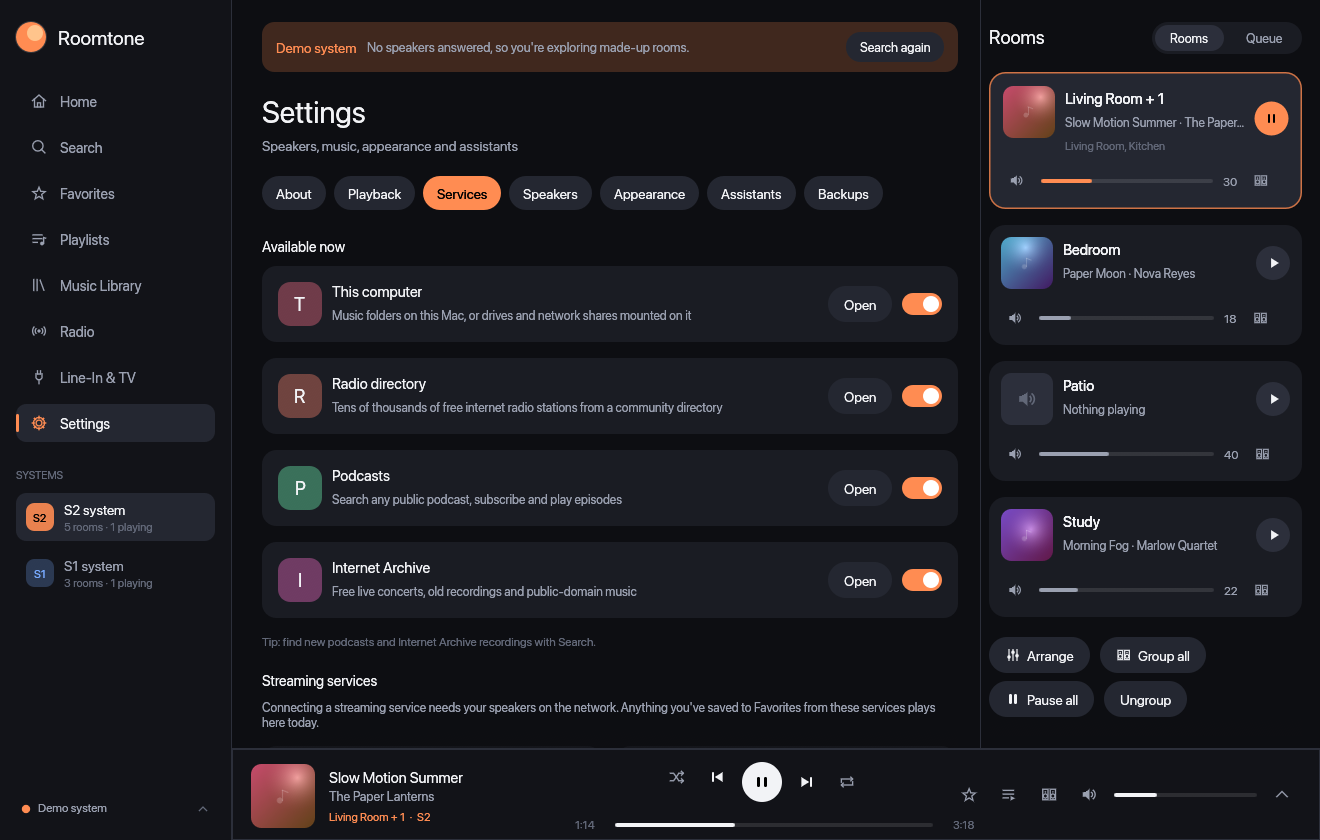 Roomtone
Home
Search
Favorites
Playlists
Music Library
Radio
Line-In & TV
Settings
SYSTEMS
S2
S2 system
5 rooms · 1 playing
S1
S1 system
3 rooms · 1 playing
Demo system
Demo system
No speakers answered, so you're exploring made-up rooms.
Search again
Settings
Speakers, music, appearance and assistants
About
Playback
Services
Speakers
Appearance
Assistants
Backups
Available now
T
This computer
Music folders on this Mac, or drives and network shares mounted on it
Open
R
Radio directory
Tens of thousands of free internet radio stations from a community directory
Open
P
Podcasts
Search any public podcast, subscribe and play episodes
Open
I
Internet Archive
Free live concerts, old recordings and public-domain music
Open
Tip: find new podcasts and Internet Archive recordings with Search.
Streaming services
Connecting a streaming service needs your speakers on the network. Anything you've saved to Favorites from these services plays
here today.
Rooms
Rooms
Queue
Living Room + 1
Slow Motion Summer · The Paper...
Living Room, Kitchen
30
Bedroom
Paper Moon · Nova Reyes
18
Patio
Nothing playing
40
Study
Morning Fog · Marlow Quartet
22
Arrange
Group all
Pause all
Ungroup
Slow Motion Summer
The Paper Lanterns
Living Room + 1 · S2
1:14
3:18